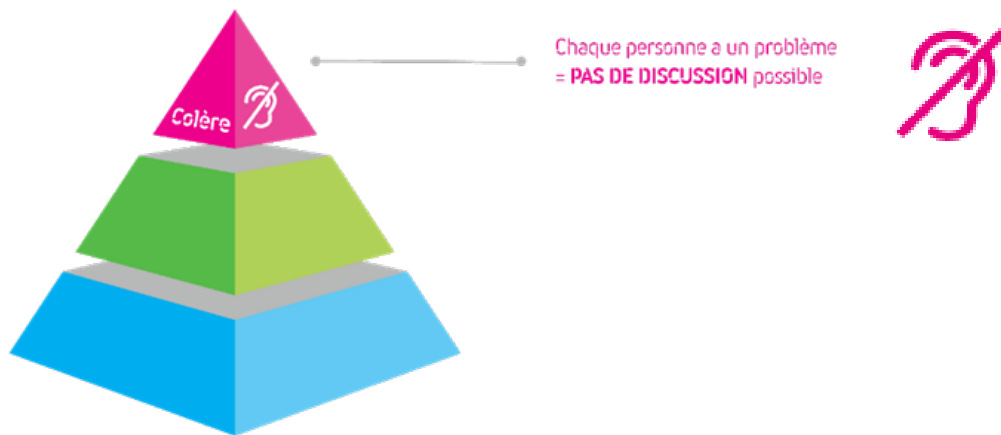 Chaque personne a un problème
= PAS DE DISCUSSION possible
Colère